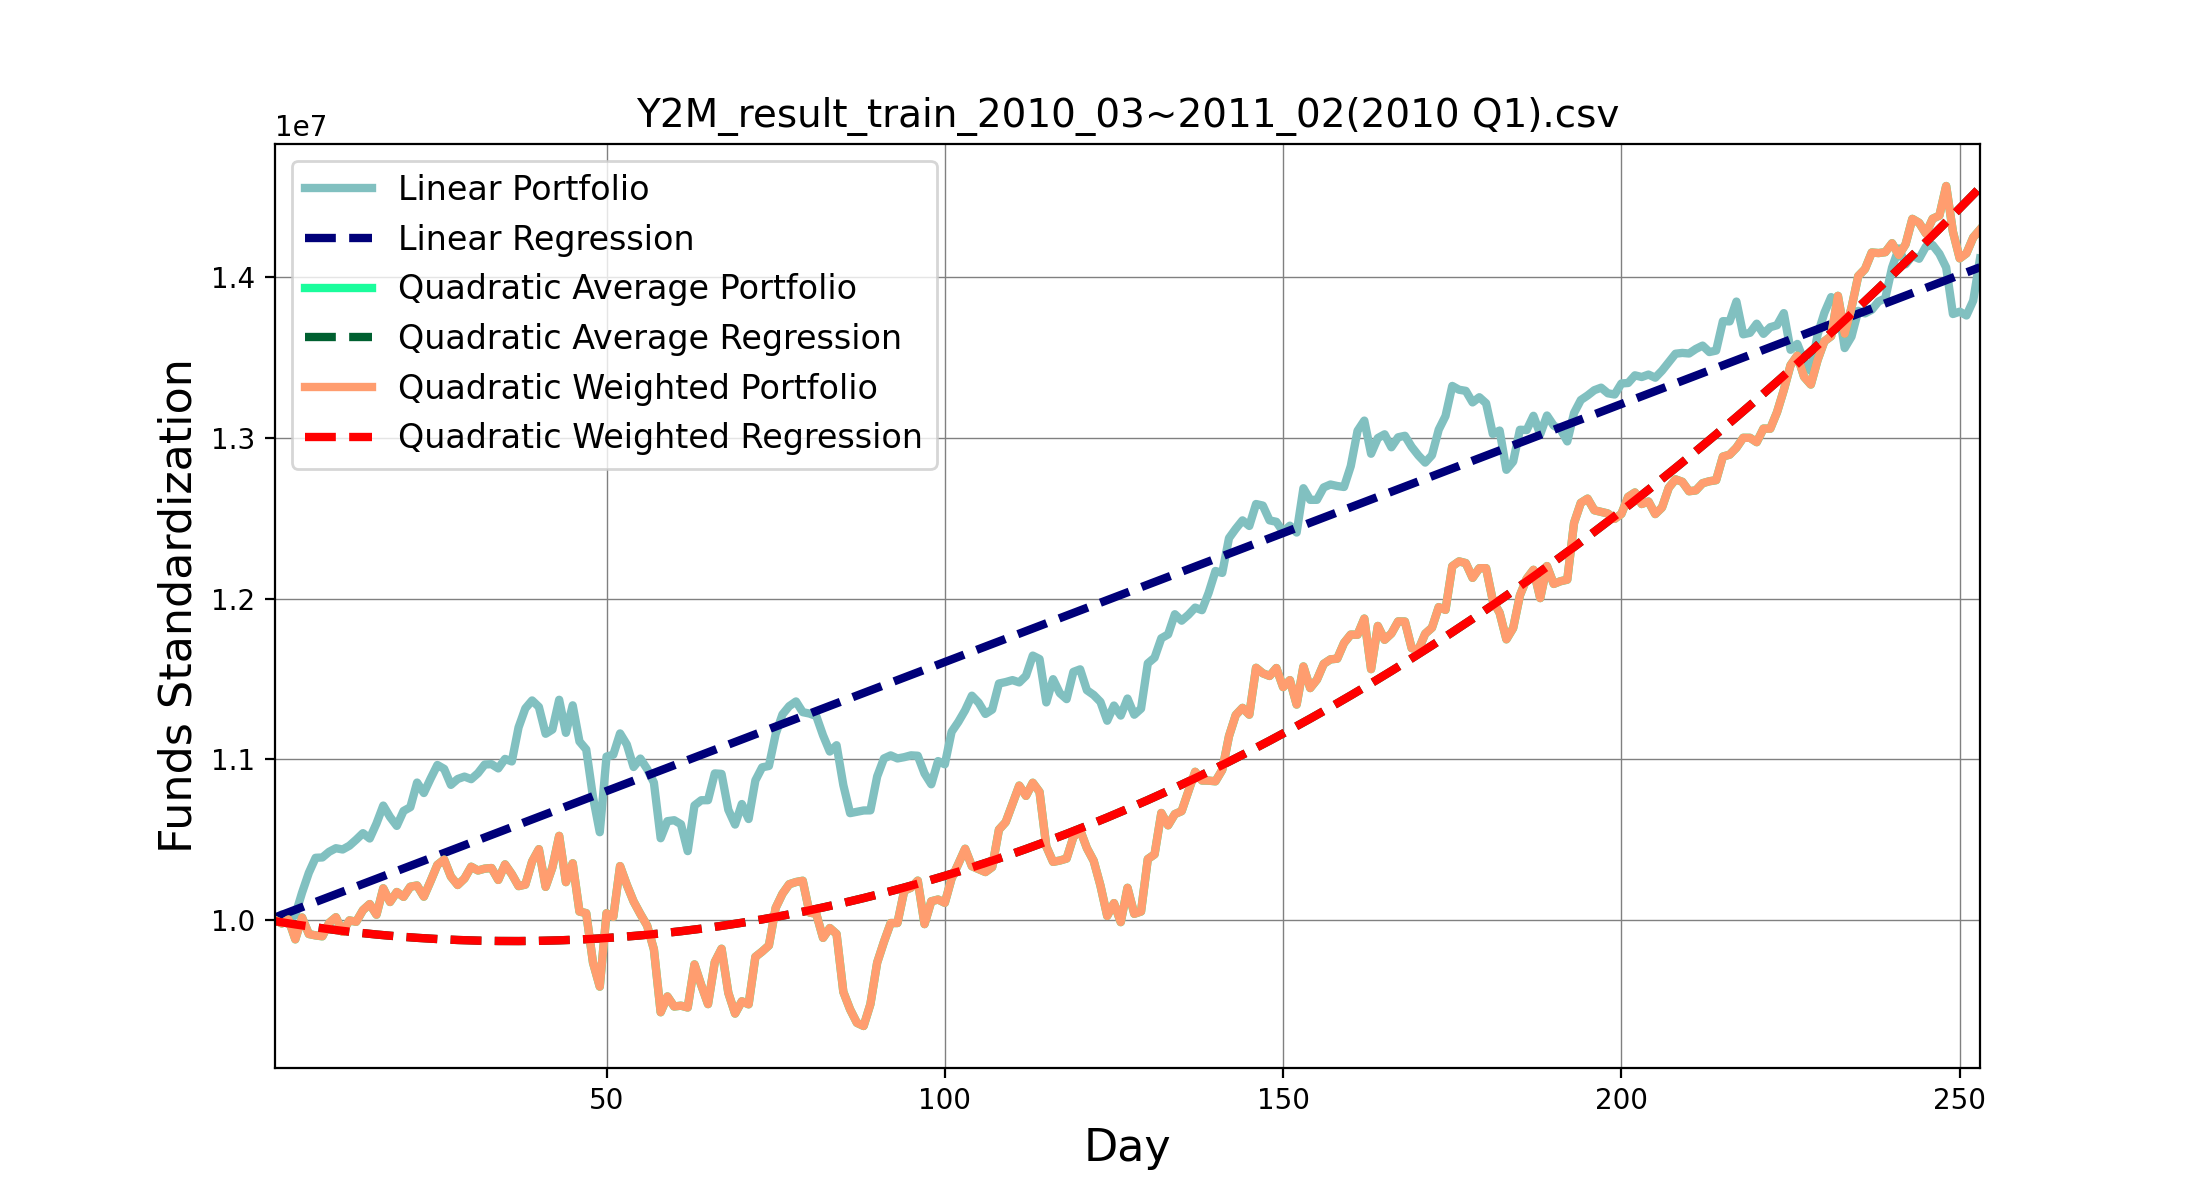 Y2M_result_train_2010_03~2011_02(2010 Q1).csv
1e7
Linear Portfolio
Linear Regression
Quadratic Average Portfolio
Quadratic Average Regression
Quadratic Weighted Portfolio
Quadratic Weighted Regression
Funds Standardization
1.4
1.3
1.2
1.1
1.0
50 100 150 200 250
Day